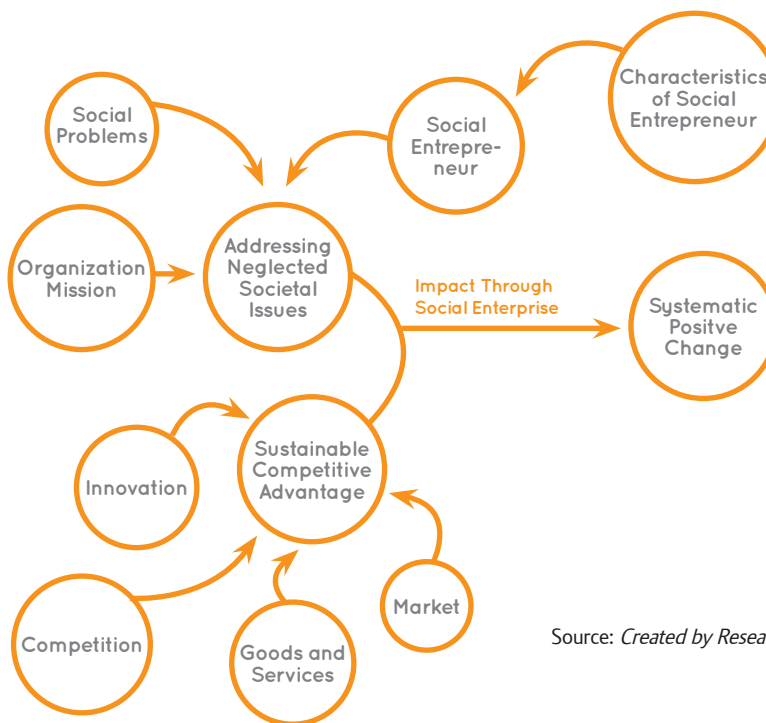 Characteristics
of Social
Entrepreneur
Social
Problems
Social
Entrepre-
neur
Addressing
Neglected
Societal
Issues
Organization
Mission
Impact Through
Social Enterprise
Systematic
Positve
Change
Sustainable
Competitive
Advantage
Innovation
Market
Competition
Goods and
Services
Source: Created by